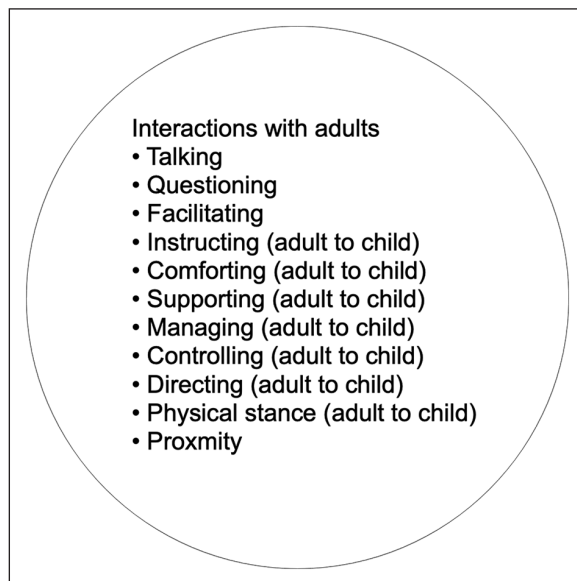 Interactions with adults
• Talking
• Questioning
• Facilitating
• Instructing (adult to child)
• Comforting (adult to child)
• Supporting (adult to child)
• Managing (adult to child)
• Controlling (adult to child)
• Directing (adult to child)
• Physical stance (adult to child)
• Proxmity